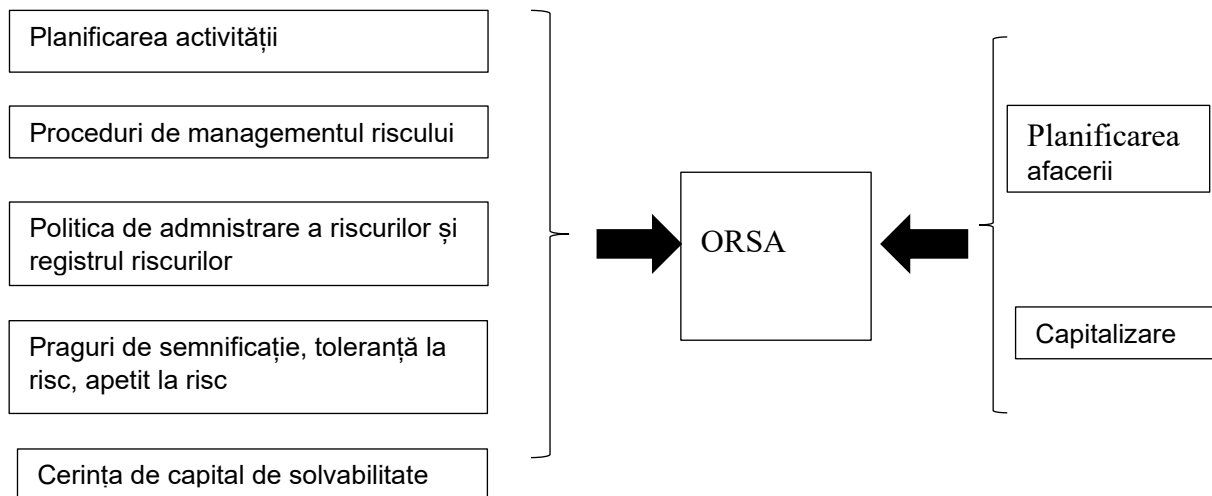 Planificarea activității
Proceduri de managementul riscului
Politica de admnistrare a riscurilor și
registrul riscurilor
Praguri de semnificație, toleranță la
risc, apetit la risc
Cerința de capital de solvabilitate
ORSA
Planificarea
afacerii
Capitalizare